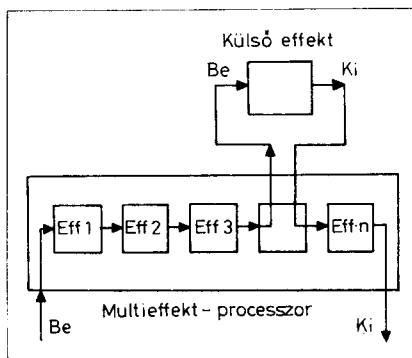 Külső effekt
Be Ki
Eff 1 Eff 2 Eff 3 Eff.n
Multieffekt-processzor
Be Ki